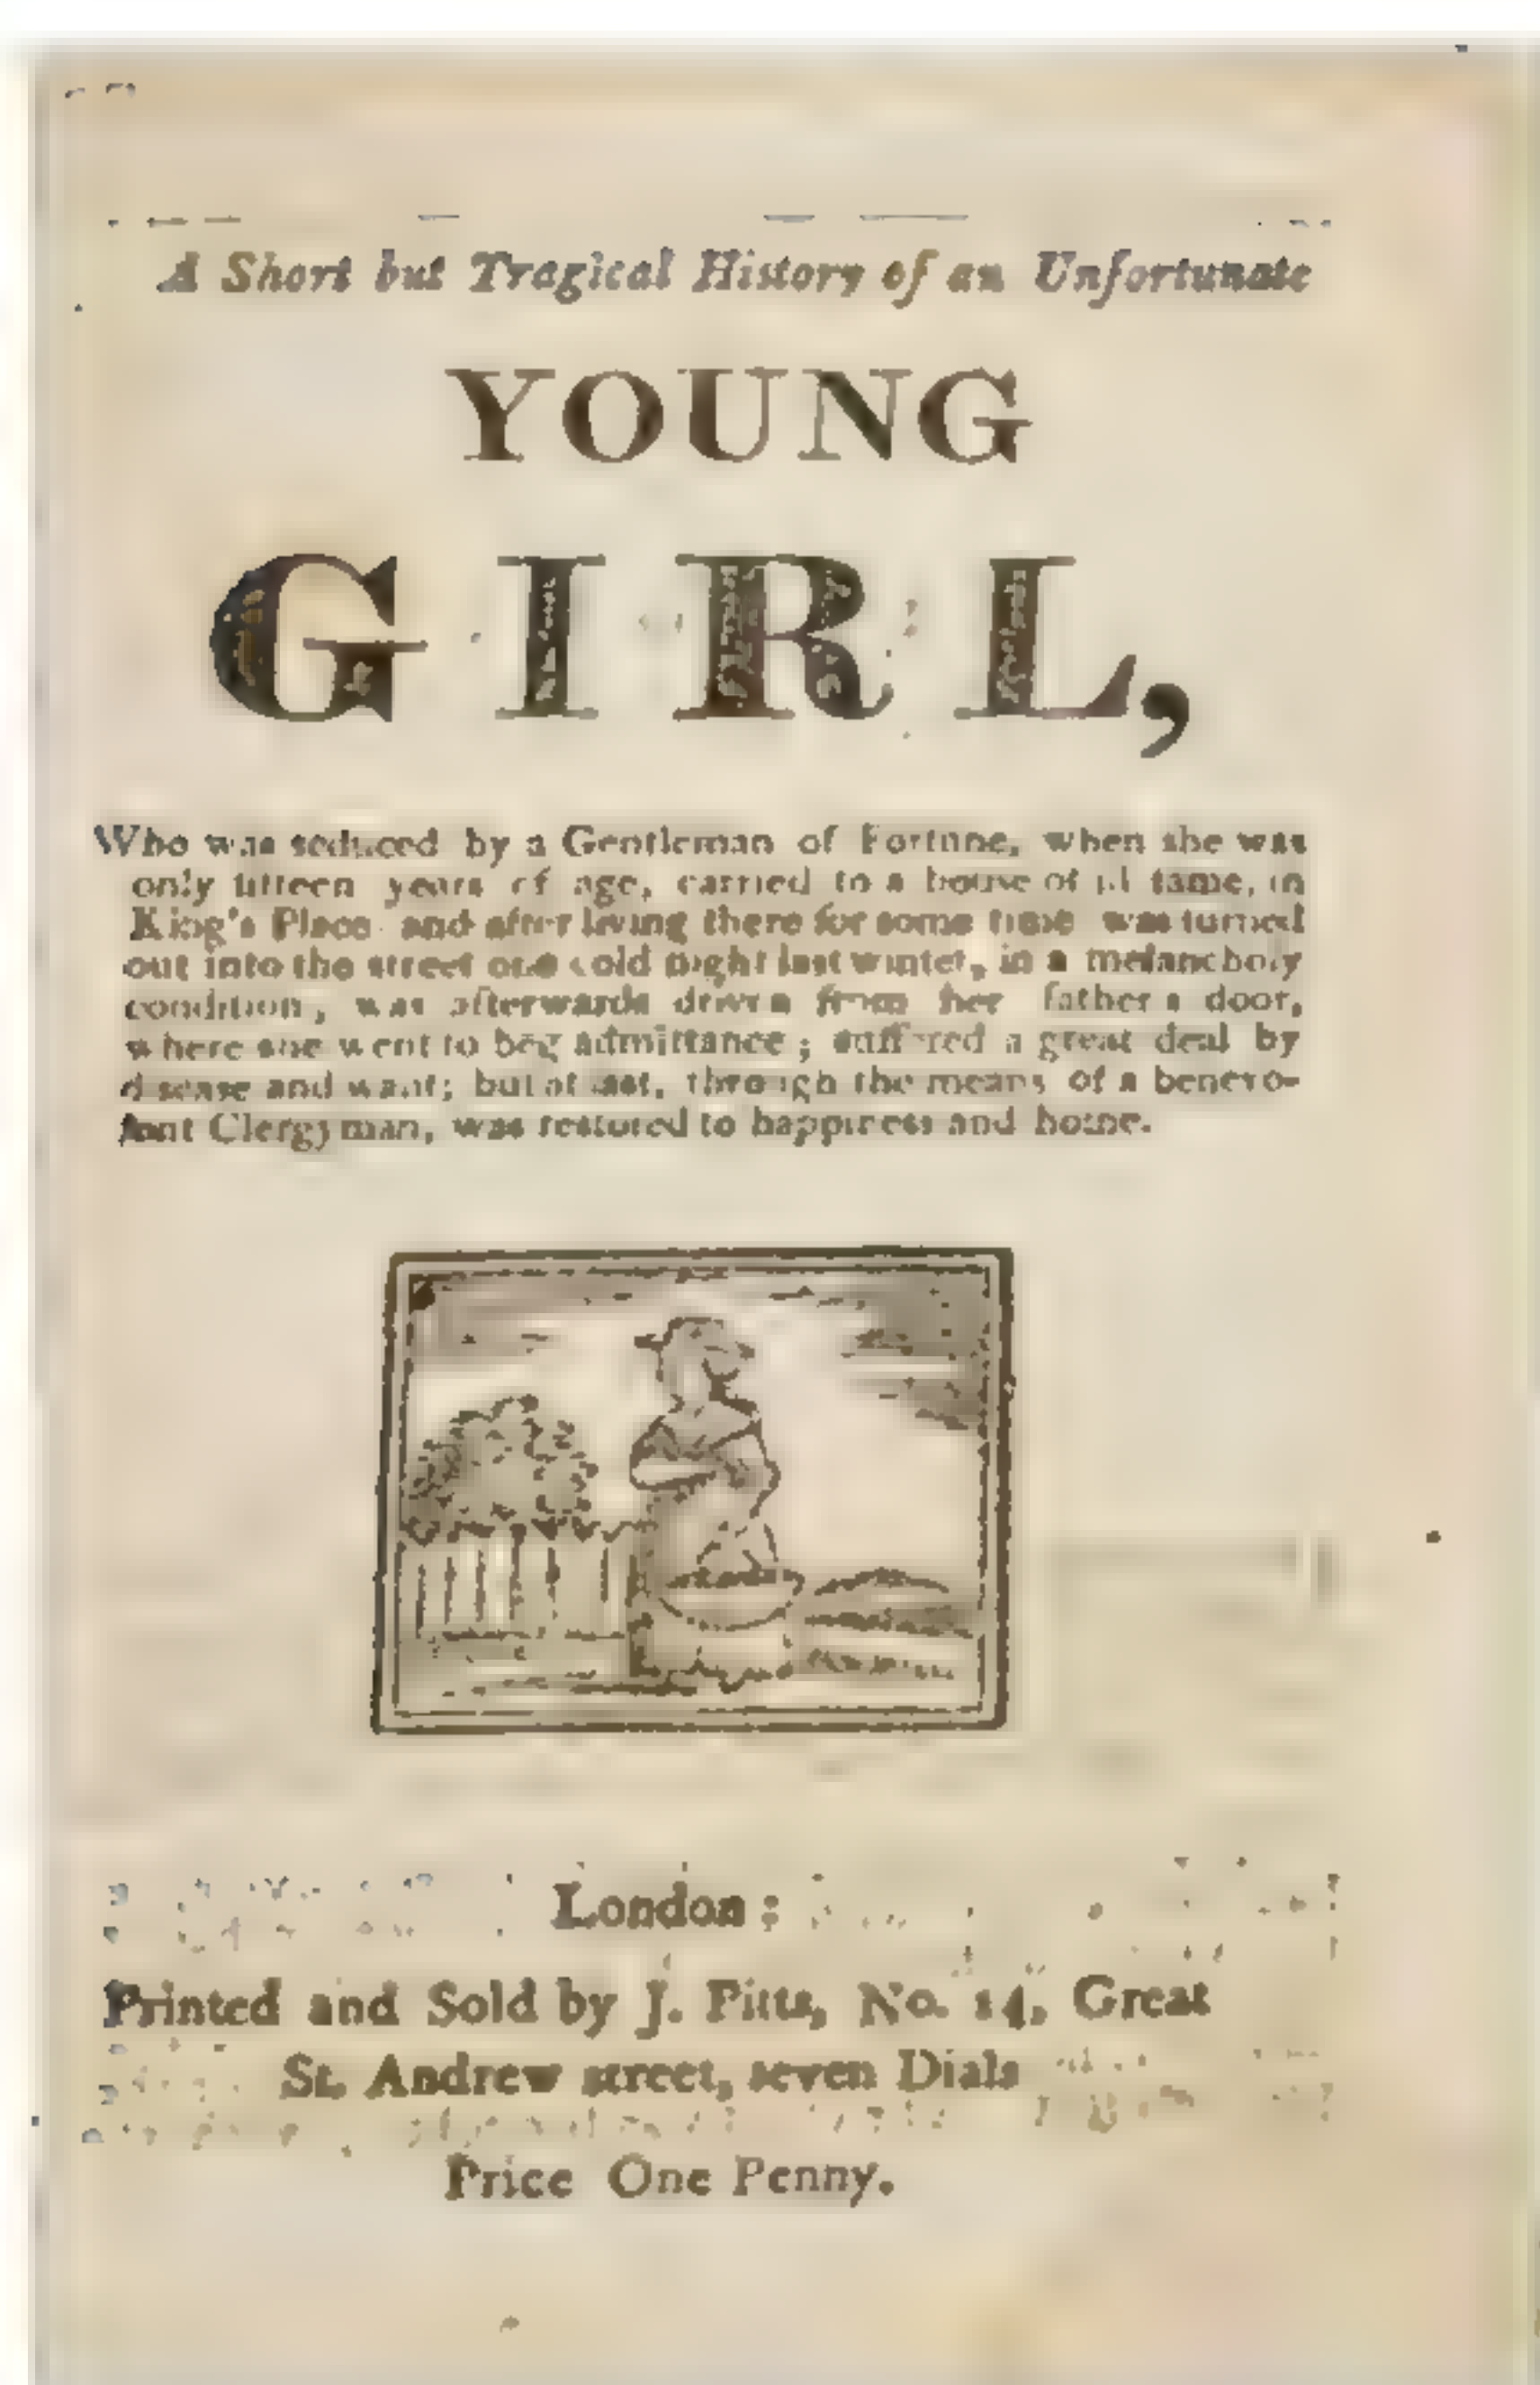 A Short but Tragical History of an Unfortunate
YOUNG
GIRL,
Who was seduced by a Gentleman of Fortune, when she was
only fifteen years of age, carried to a house of ill fame, in
King's Place and after living there for some time was turned
out into the street one cold night last winter, in a melancholy
condition, was afterwards driven from her father's door,
where she went to beg admittance; suffered a great deal by
disease and want; but at last, through the means of a benevo-
lent Clergyman, was restored to happiness and home.
London:
Printed and Sold by J. Pitts, No. 14, Great
St. Andrew street, seven Dials
Price One Penny.